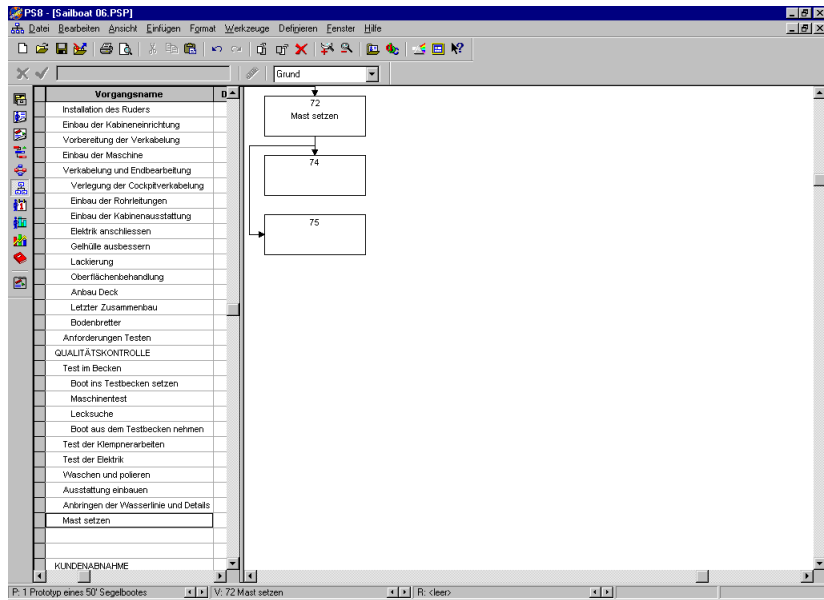 PS8 - [Sailboat 06.PSP]
Datei Bearbeiten Ansicht Einfügen Format Werkzeuge Definieren Fenster Hilfe
Grund
Vorgangsname
D
Installation des Ruders
Einbau der Kabineneinrichtung
Vorbereitung der Verkabelung
Einbau der Maschine
Verkabelung und Endbearbeitung
Verlegung der Cockpitverkabelung
Einbau der Rohrleitungen
Einbau der Kabinenausstattung
Elektrik anschliessen
Gelhülle ausbessern
Lackierung
Oberflächenbehandlung
Anbau Deck
Letzter Zusammenbau
Bodenbretter
Anforderungen Testen
QUALITÄTSKONTROLLE
Test im Becken
Boot ins Testbecken setzen
Maschinentest
Lecksuche
Boot aus dem Testbecken nehmen
Test der Klempnerarbeiten
Test der Elektrik
Waschen und polieren
Ausstattung einbauen
Anbringen der Wasserlinie und Details
Mast setzen
KUNDENABNAHME
72
Mast setzen
74
75
P: 1 Prototyp eines 50' Segelbootes
V: 72 Mast setzen
R: <leer>